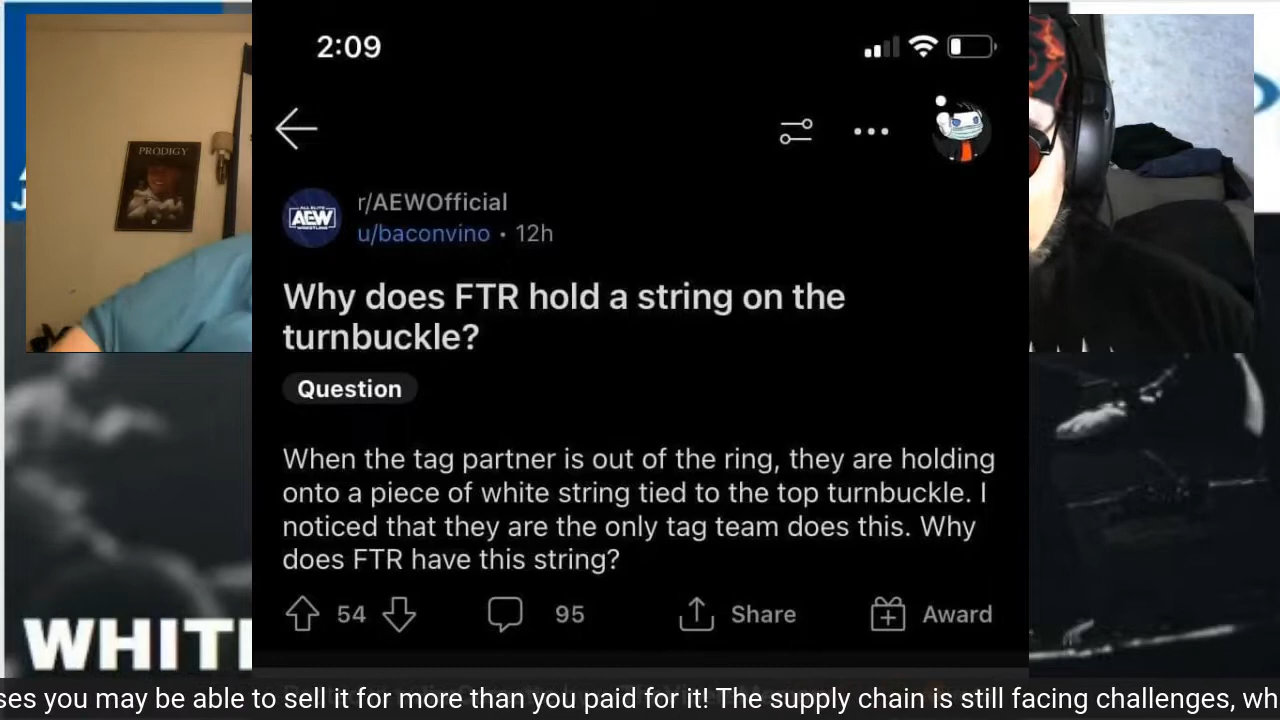 2:09
PRODIGY
r/AEWOfficial
ALL ELITE
AEW
WRESTLING
u/baconvino • 12h
Why does FTR hold a string on the
turnbuckle?
Question
When the tag partner is out of the ring, they are holding
onto a piece of white string tied to the top turnbuckle. I
noticed that they are the only tag team does this. Why
does FTR have this string?
54
95
Share
Award
WHIT
ses you may be able to sell it for more than you paid for it! The supply chain is still facing challenges, wh